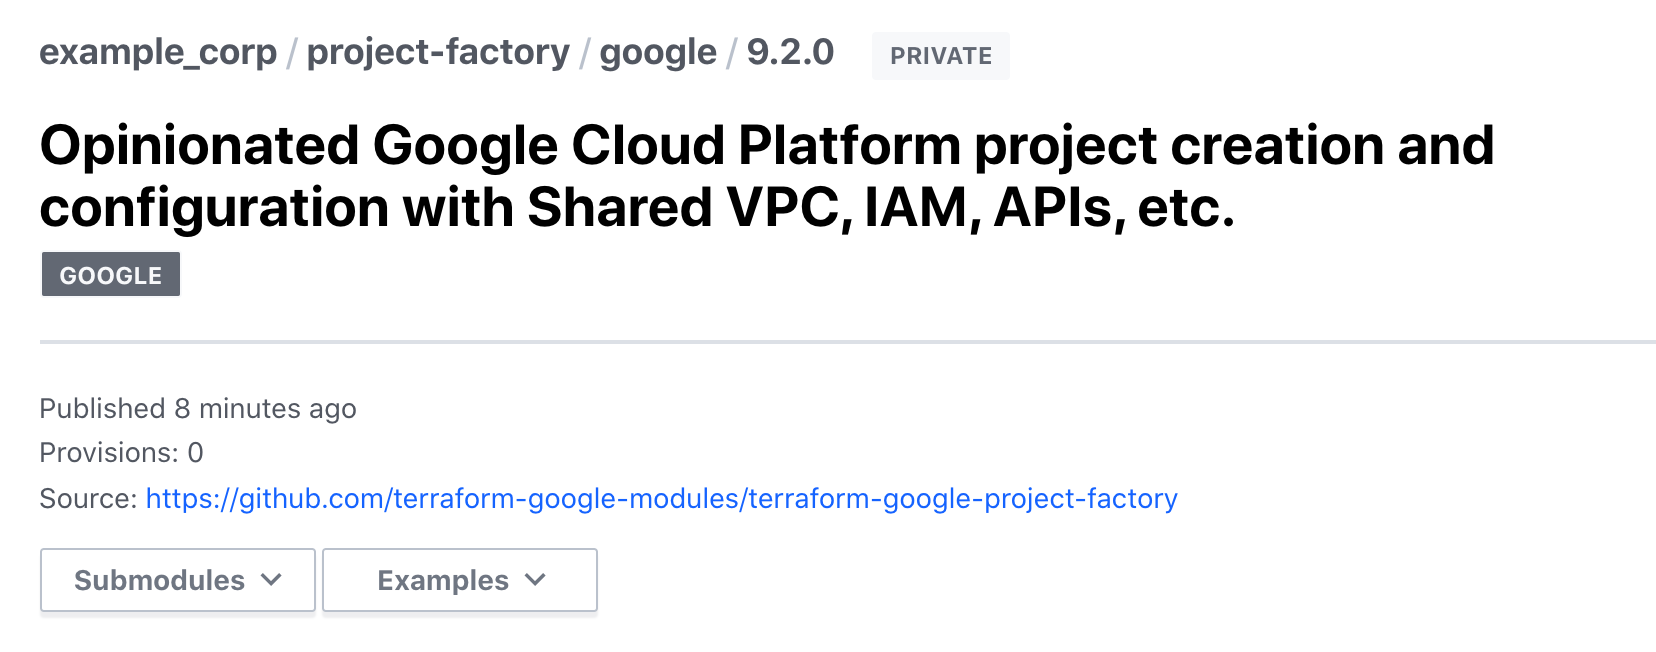 example_corp / project-factory / google / 9.2.0 PRIVATE
Opinionated Google Cloud Platform project creation and
configuration with Shared VPC, IAM, APIs, etc.
GOOGLE
Published 8 minutes ago
Provisions: 0
Source: https://github.com/terraform-google-modules/terraform-google-project-factory
Submodules Examples